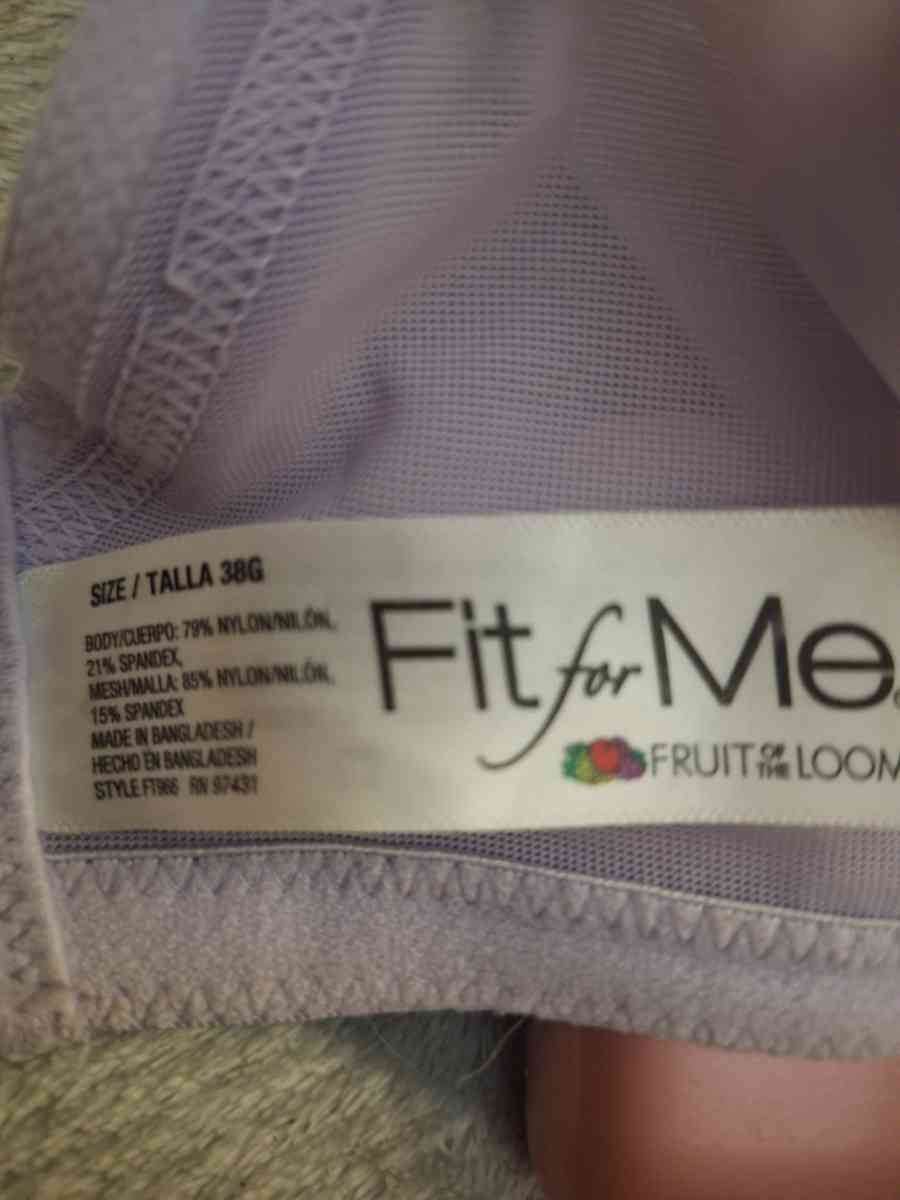 SIZE / TALLA 38G
BODY/CUERPO: 79% NYLON/NILÓN,
21% SPANDEX,
MESH/MALLA: 85% NYLON/NILÓN,
15% SPANDEX
MADE IN BANGLADESH /
HECHO EN BANGLADESH
STYLE FT966 RN 97431
Fit for Me
FRUIT OF THE LOOM